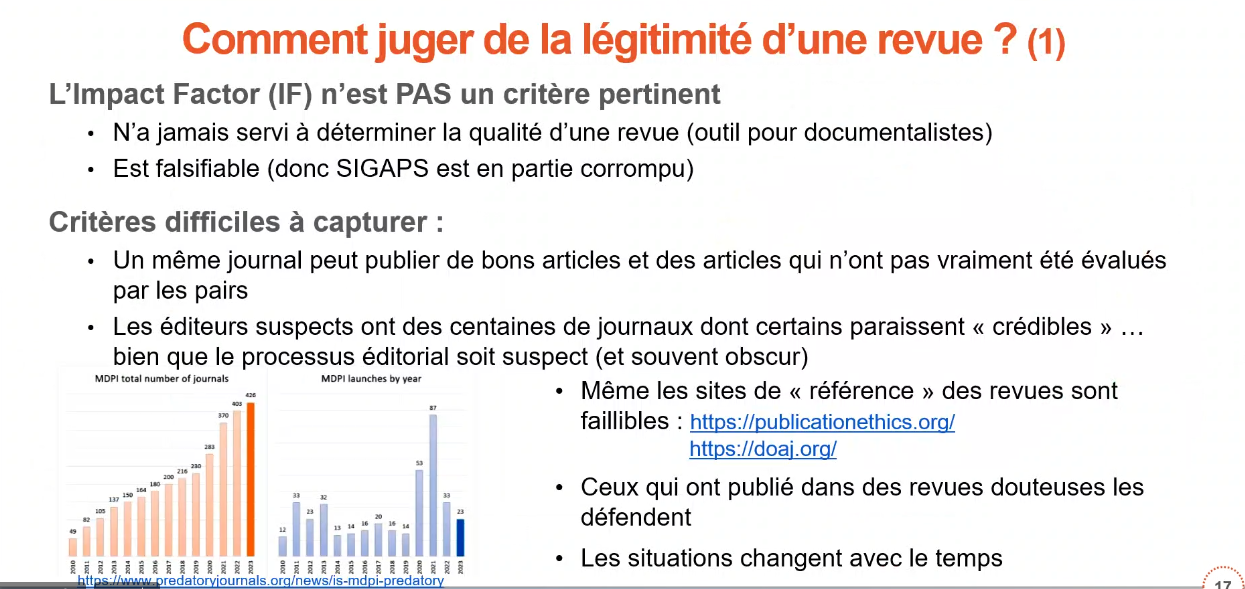 Comment juger de la légitimité d’une revue ? (1)
L’Impact Factor (IF) n’est PAS un critère pertinent
• N’a jamais servi à déterminer la qualité d’une revue (outil pour documentalistes)
• Est falsifiable (donc SIGAPS est en partie corrompu)
Critères difficiles à capturer :
• Un même journal peut publier de bons articles et des articles qui n’ont pas vraiment été évalués
par les pairs
• Les éditeurs suspects ont des centaines de journaux dont certains paraissent « crédibles » …
bien que le processus éditorial soit suspect (et souvent obscur)
MDPI total number of journals
49 82 105 137 150 164 180 200 216 230 283 370 403 426
2010 2011 2012 2013 2014 2015 2016 2017 2018 2019 2020 2021 2022 2023
MDPI launches by year
12 33 23 32 13 14 16 20 16 14 53 87 33 23
2010 2011 2012 2013 2014 2015 2016 2017 2018 2019 2020 2021 2022 2023
https://www.predatoryjournals.org/news/is-mdpi-predatory
• Même les sites de « référence » des revues sont
faillibles : https://publicationethics.org/
https://doaj.org/
• Ceux qui ont publié dans des revues douteuses les
défendent
• Les situations changent avec le temps
17